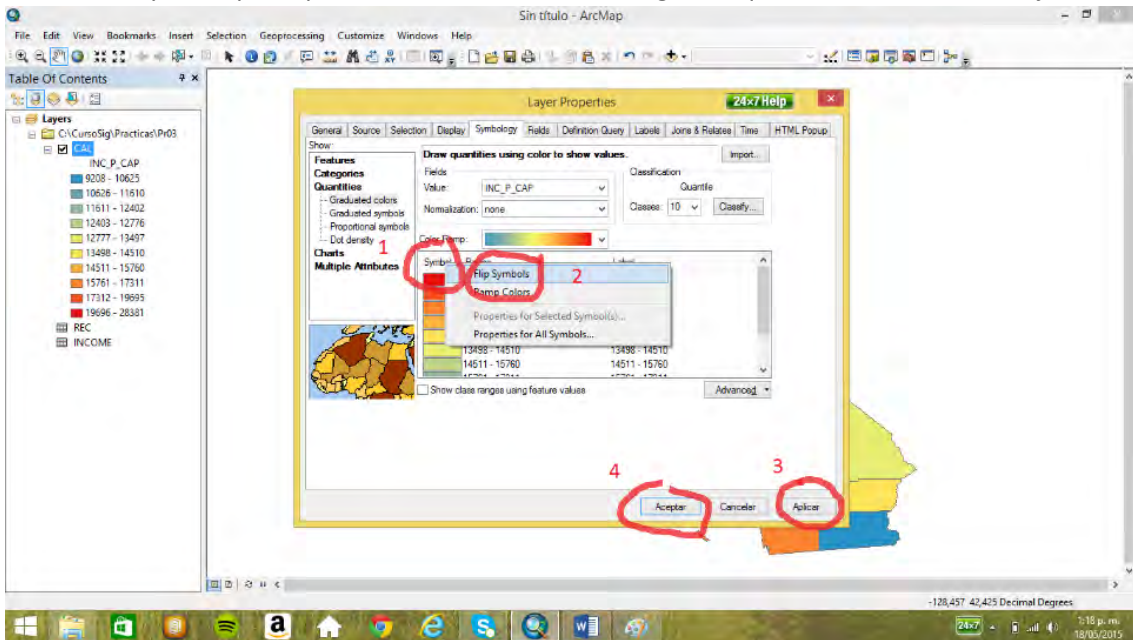 Sin título - ArcMap
File Edit View Bookmarks Insert Selection Geoprocessing Customize Windows Help
Table Of Contents
Layers
C:\CursoSig\Practicas\Pr03
CAL
INC_P_CAP
9208 - 10625
10626 - 11610
11611 - 12402
12403 - 12776
12777 - 13497
13498 - 14510
14511 - 15760
15761 - 17311
17312 - 19695
19696 - 28381
REC
INCOME
Layer Properties
24x7 Help
General Source Selection Display Symbology Fields Definition Query Labels Joins & Relates Time HTML Popup
Show:
Features
Categories
Quantities
Graduated colors
Graduated symbols
Proportional symbols
Dot density
Charts
Multiple Attributes
Draw quantities using color to show values.
Import...
Fields
Value: INC_P_CAP
Normalization: none
Classification
Quantile
Classes: 10 Classify...
Color Ramp:
1
Symbol
Flip Symbols
2
Ramp Colors
Properties for Selected Symbol(s)...
Properties for All Symbols...
13498 - 14510 13498 - 14510
14511 - 15760 14511 - 15760
Show class ranges using feature values
Advanced
4
3
Aceptar Cancelar Aplicar
-128,457 42,425 Decimal Degrees
24x7
1:18 p. m.
18/05/2015